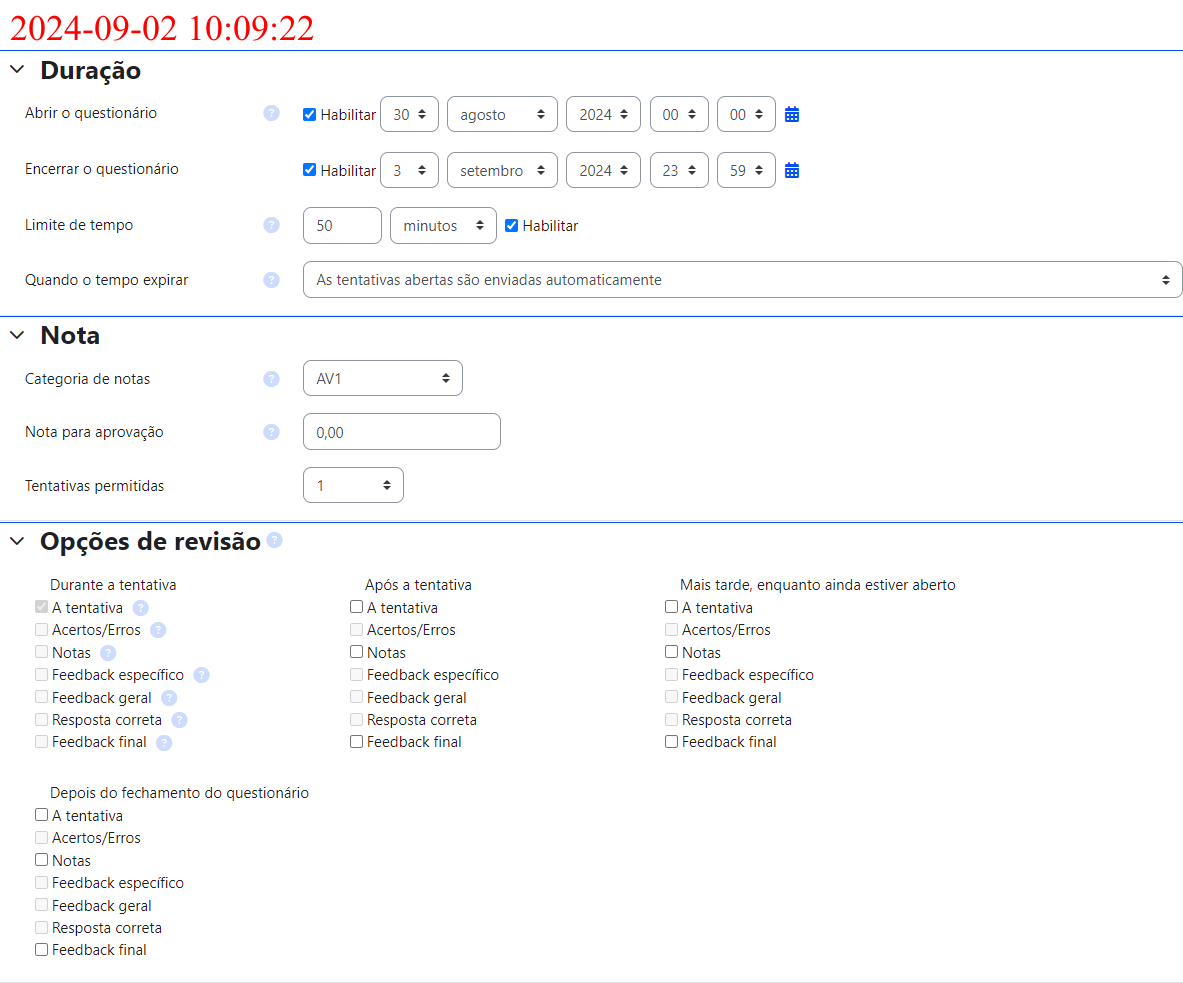 2024-09-02 10:09:22
Duração
Abrir o questionário ? Habilitar 30 agosto 2024 00 00
Encerrar o questionário Habilitar 3 setembro 2024 23 59
Limite de tempo ? 50 minutos Habilitar
Quando o tempo expirar ? As tentativas abertas são enviadas automaticamente
Nota
Categoria de notas ? AV1
Nota para aprovação ? 0,00
Tentativas permitidas 1
Opções de revisão ?
Durante a tentativa
A tentativa ?
Acertos/Erros ?
Notas ?
Feedback específico ?
Feedback geral ?
Resposta correta ?
Feedback final ?
Após a tentativa
A tentativa
Acertos/Erros
Notas
Feedback específico
Feedback geral
Resposta correta
Feedback final
Mais tarde, enquanto ainda estiver aberto
A tentativa
Acertos/Erros
Notas
Feedback específico
Feedback geral
Resposta correta
Feedback final
Depois do fechamento do questionário
A tentativa
Acertos/Erros
Notas
Feedback específico
Feedback geral
Resposta correta
Feedback final